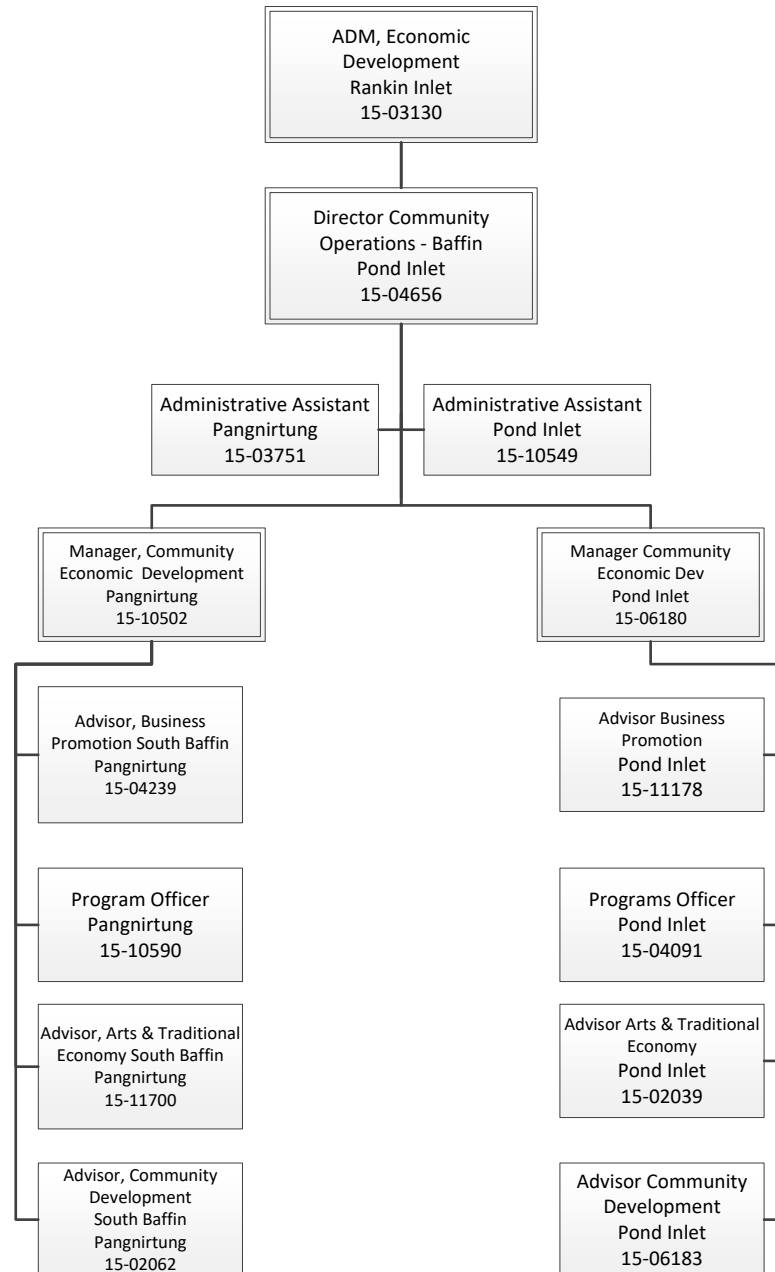 ADM, Economic
Development
Rankin Inlet
15-03130
Director Community
Operations - Baffin
Pond Inlet
15-04656
Administrative Assistant
Pangnirtung
15-03751
Administrative Assistant
Pond Inlet
15-10549
Manager, Community
Economic Development
Pangnirtung
15-10502
Manager Community
Economic Dev
Pond Inlet
15-06180
Advisor, Business
Promotion South Baffin
Pangnirtung
15-04239
Advisor Business
Promotion
Pond Inlet
15-11178
Program Officer
Pangnirtung
15-10590
Programs Officer
Pond Inlet
15-04091
Advisor, Arts & Traditional
Economy South Baffin
Pangnirtung
15-11700
Advisor Arts & Traditional
Economy
Pond Inlet
15-02039
Advisor, Community
Development
South Baffin
Pangnirtung
15-02062
Advisor Community
Development
Pond Inlet
15-06183